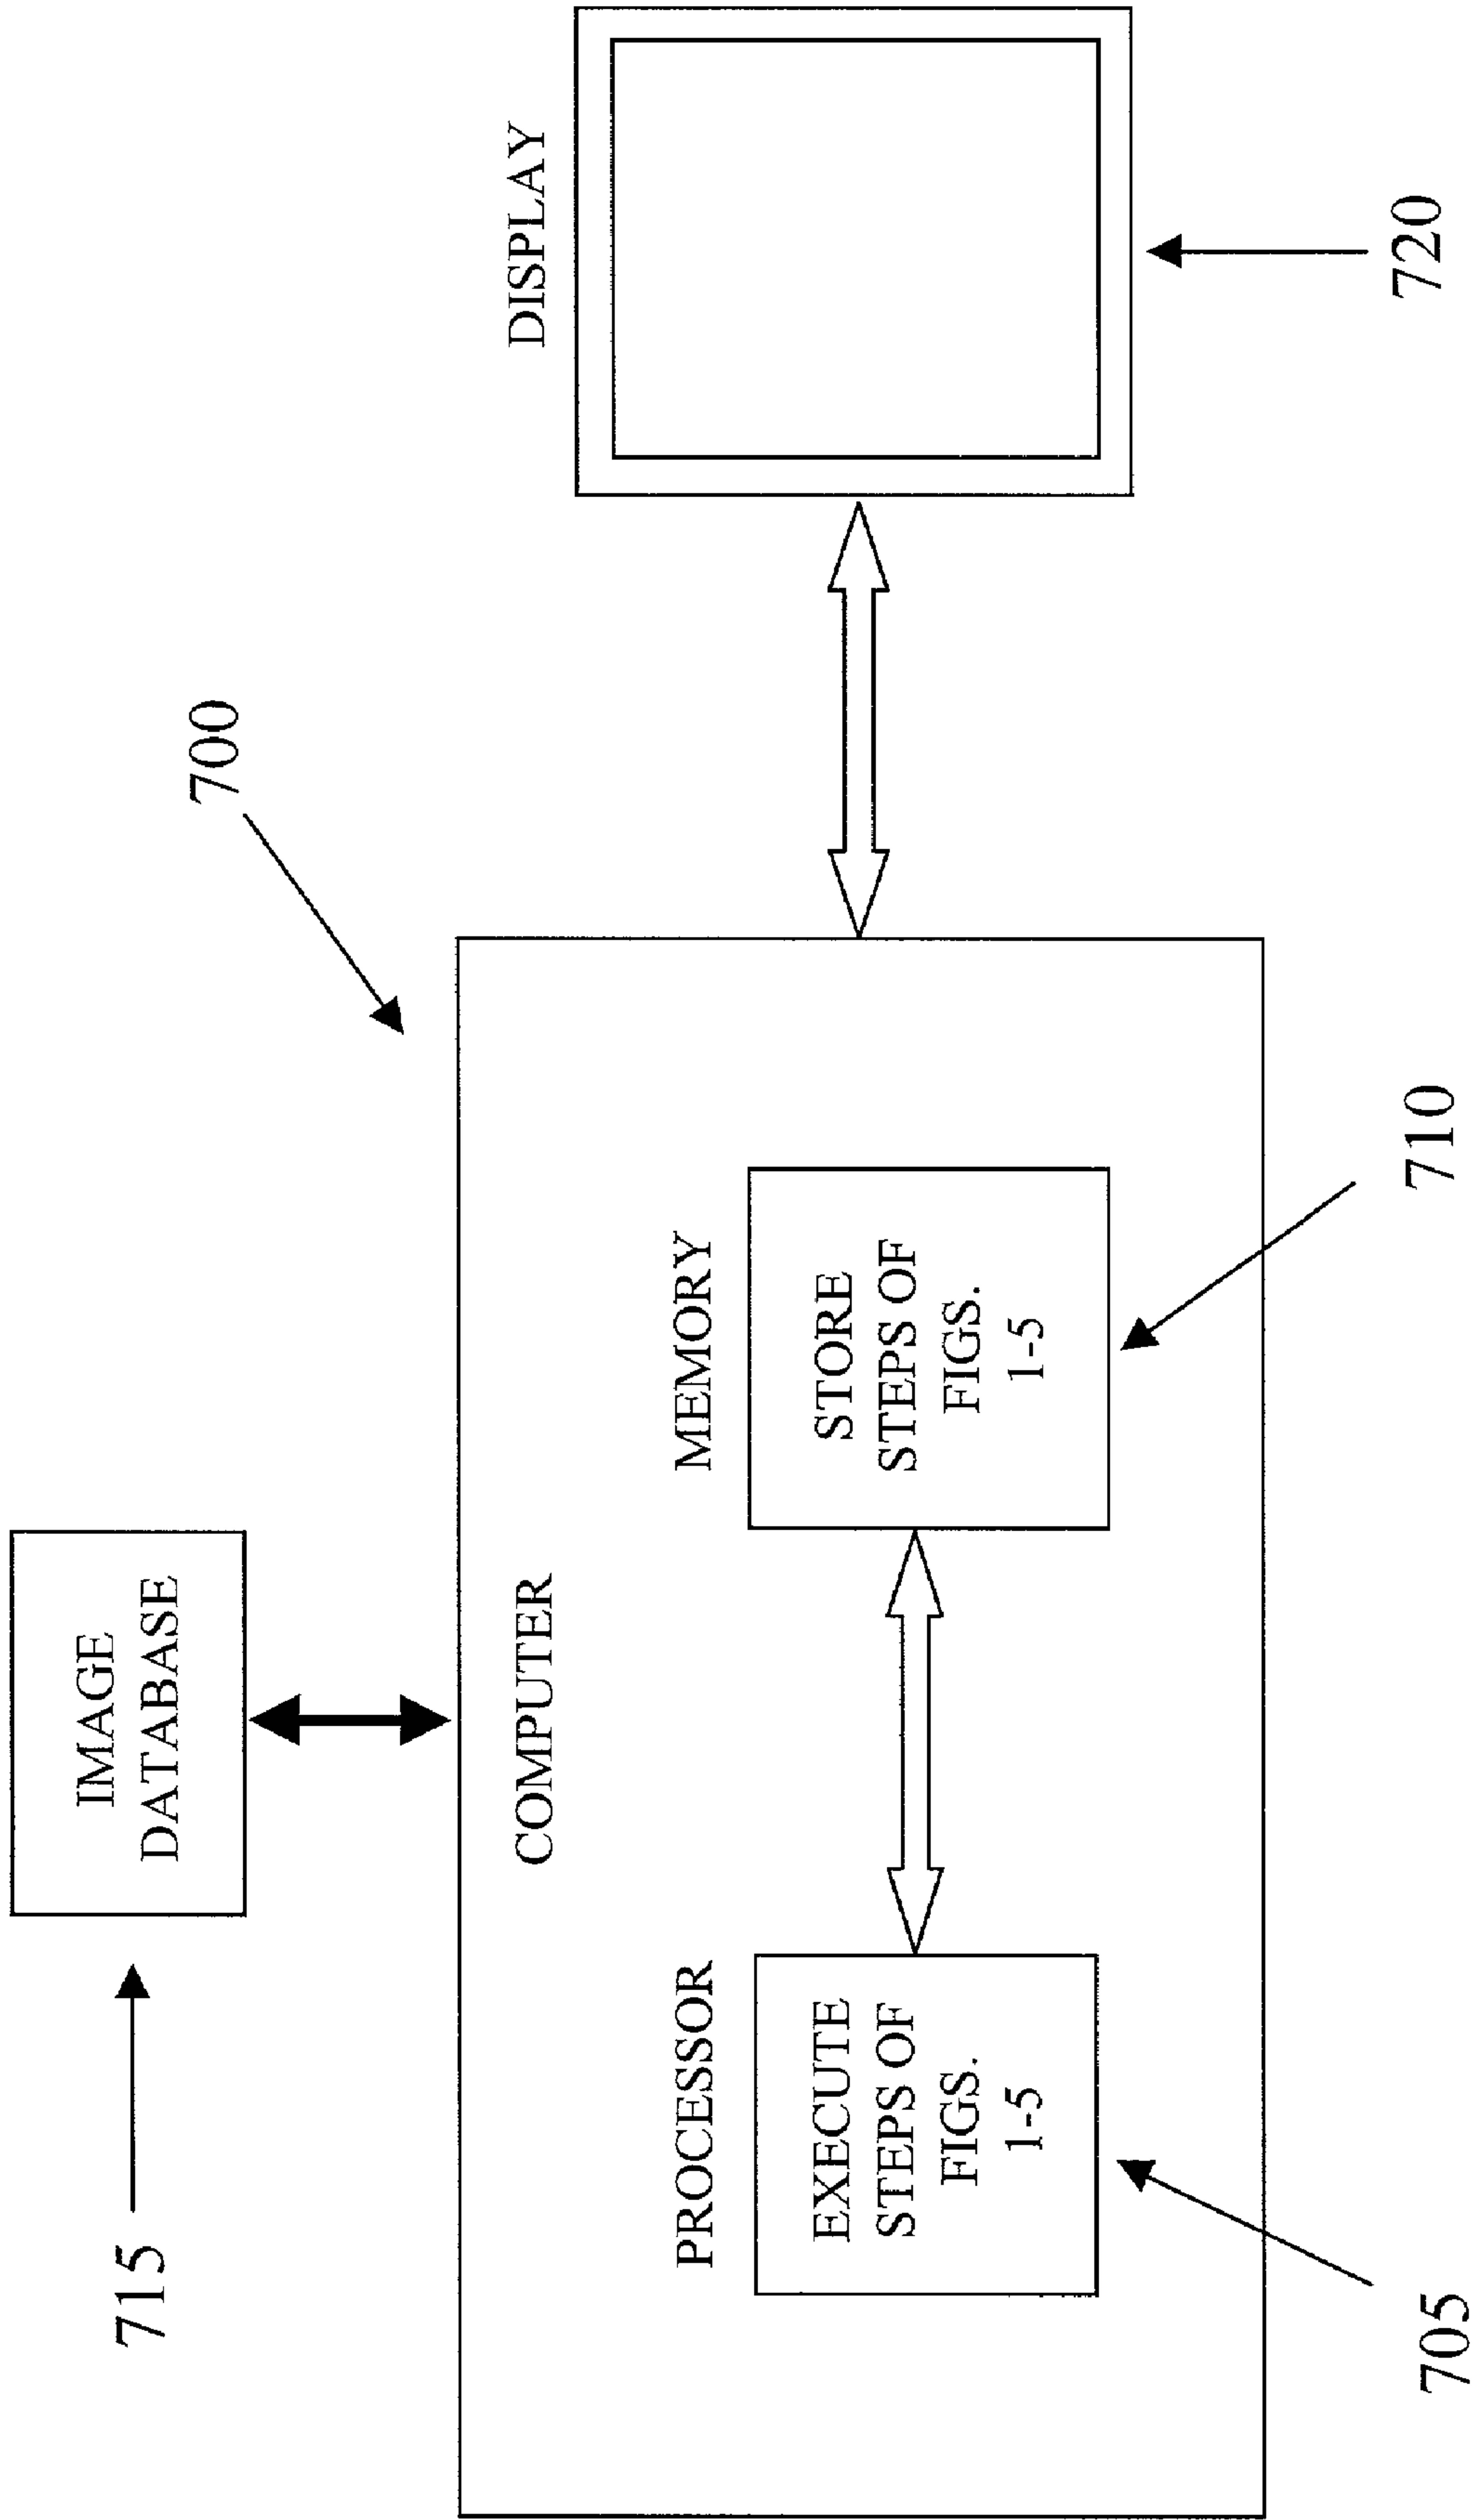 715
IMAGE
DATABASE
700
COMPUTER
DISPLAY
PROCESSOR
EXECUTE
STEPS OF
FIGS.
1-5
MEMORY
STORE
STEPS OF
FIGS.
1-5
705
710
720